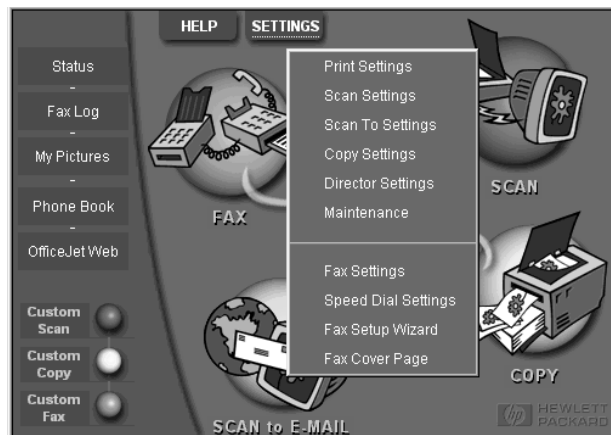 HELP
SETTINGS
Status
Fax Log
My Pictures
Phone Book
OfficeJet Web
Custom
Scan
Custom
Copy
Custom
Fax
Print Settings
Scan Settings
Scan To Settings
Copy Settings
Director Settings
Maintenance
Fax Settings
Speed Dial Settings
Fax Setup Wizard
Fax Cover Page
FAX
SCAN
SCAN to E-MAIL
COPY
hp HEWLETT
PACKARD